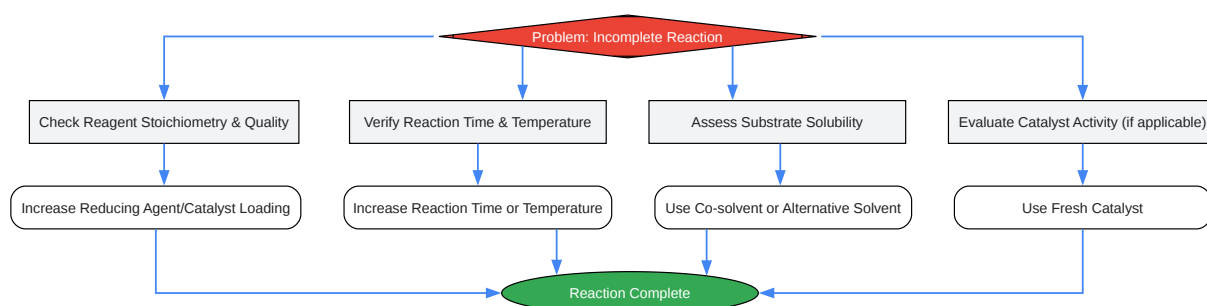 Problem: Incomplete Reaction
Check Reagent Stoichiometry & Quality
Verify Reaction Time & Temperature
Assess Substrate Solubility
Evaluate Catalyst Activity (if applicable)
Increase Reducing Agent/Catalyst Loading
Increase Reaction Time or Temperature
Use Co-solvent or Alternative Solvent
Use Fresh Catalyst
Reaction Complete